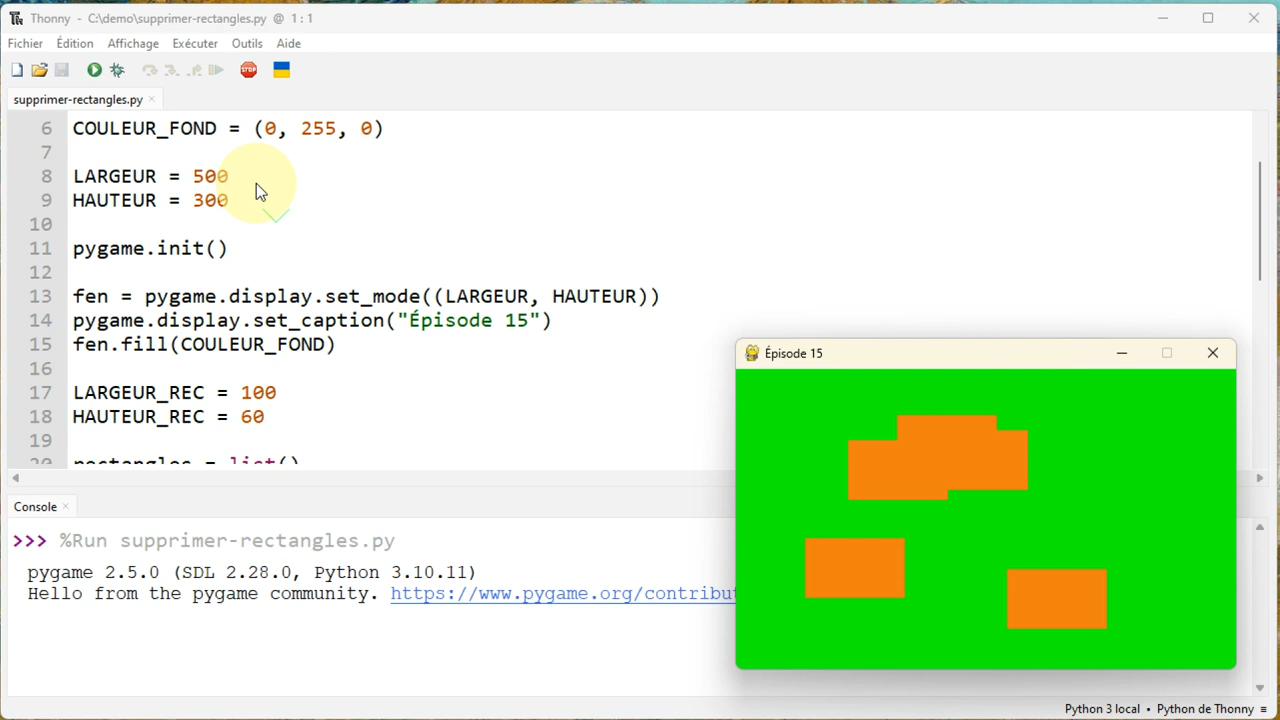 Thonny - C:\demo\supprimer-rectangles.py @ 1 : 1
Fichier Édition Affichage Exécuter Outils Aide
STOP
supprimer-rectangles.py ×
6 COULEUR_FOND = (0, 255, 0)
7
8 LARGEUR = 500
9 HAUTEUR = 300
10
11 pygame.init()
12
13 fen = pygame.display.set_mode((LARGEUR, HAUTEUR))
14 pygame.display.set_caption("Épisode 15")
15 fen.fill(COULEUR_FOND)
16
17 LARGEUR_REC = 100
18 HAUTEUR_REC = 60
19
20 rectangles = list()
Épisode 15
Console ×
>>> %Run supprimer-rectangles.py
pygame 2.5.0 (SDL 2.28.0, Python 3.10.11)
Hello from the pygame community. https://www.pygame.org/contribut
Python 3 local • Python de Thonny ≡